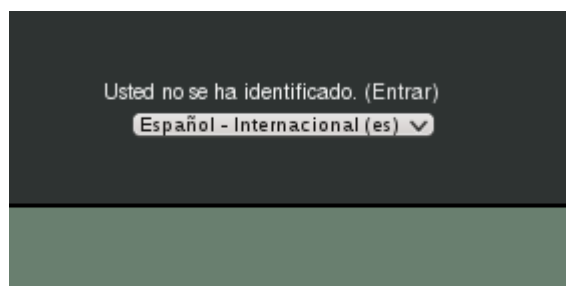 Usted no se ha identificado. (Entrar)
Español - Internacional (es)